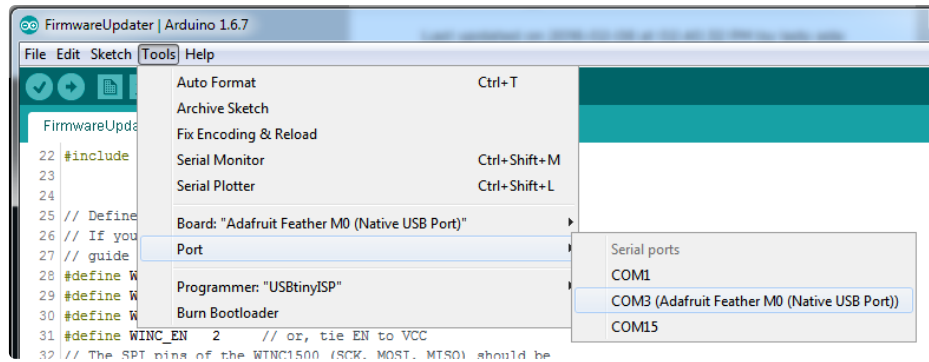 FirmwareUpdater | Arduino 1.6.7
File Edit Sketch Tools Help
FirmwareUpda
Auto Format Ctrl+T
Archive Sketch
Fix Encoding & Reload
Serial Monitor Ctrl+Shift+M
Serial Plotter Ctrl+Shift+L
Board: "Adafruit Feather M0 (Native USB Port)"
Port
Programmer: "USBtinyISP"
Burn Bootloader
Serial ports
COM1
COM3 (Adafruit Feather M0 (Native USB Port))
COM15
22 #include
23
24
25 // Define
26 // If you
27 // guide
28 #define W
29 #define W
30 #define W
31 #define WINC_EN 2 // or, tie EN to VCC
32 // The SPI pins of the WINC1500 (SCK, MOSI, MISO) should be